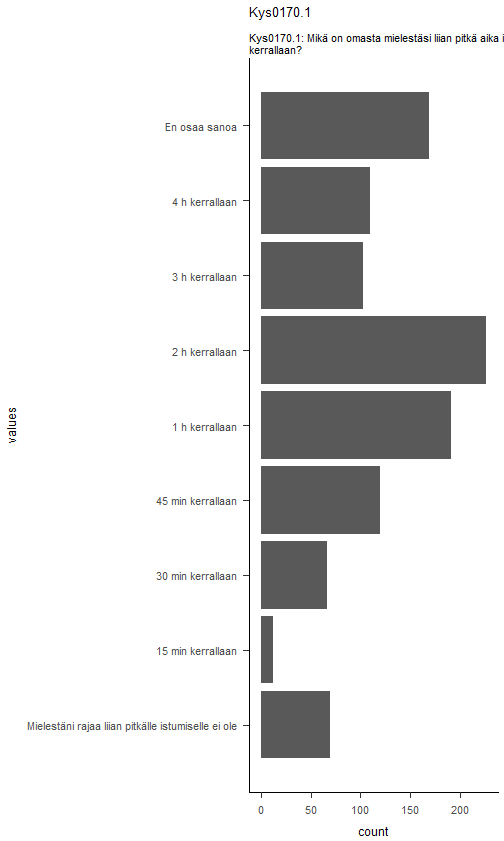 Kys0170.1
Kys0170.1: Mikä on omasta mielestäsi liian pitkä aika i
kerrallaan?
En osaa sanoa
4 h kerrallaan
3 h kerrallaan
2 h kerrallaan
1 h kerrallaan
45 min kerrallaan
30 min kerrallaan
15 min kerrallaan
Mielestäni rajaa liian pitkälle istumiselle ei ole
values
0 50 100 150 200
count